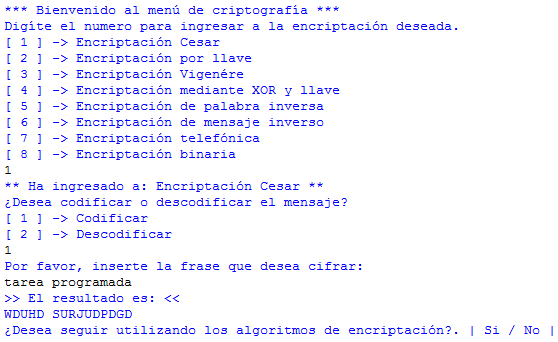 *** Bienvenido al menú de criptografía ***
Digíte el numero para ingresar a la encriptación deseada.
[ 1 ] -> Encriptación Cesar
[ 2 ] -> Encriptación por llave
[ 3 ] -> Encriptación Vigenére
[ 4 ] -> Encriptación mediante XOR y llave
[ 5 ] -> Encriptación de palabra inversa
[ 6 ] -> Encriptación de mensaje inverso
[ 7 ] -> Encriptación telefónica
[ 8 ] -> Encriptación binaria
1
** Ha ingresado a: Encriptación Cesar **
¿Desea codificar o descodificar el mensaje?
[ 1 ] -> Codificar
[ 2 ] -> Descodificar
1
Por favor, inserte la frase que desea cifrar:
tarea programada
>> El resultado es: <<
WDUHD SURJUDPDGD
¿Desea seguir utilizando los algoritmos de encriptación?. | Si / No |